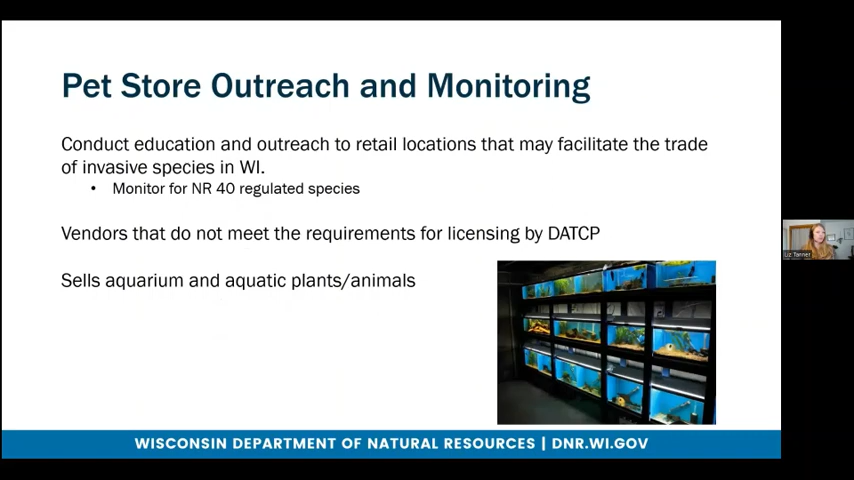 Pet Store Outreach and Monitoring
Conduct education and outreach to retail locations that may facilitate the trade
of invasive species in WI.
• Monitor for NR 40 regulated species
Vendors that do not meet the requirements for licensing by DATCP
Sells aquarium and aquatic plants/animals
Liz Tanner
WISCONSIN DEPARTMENT OF NATURAL RESOURCES | DNR.WI.GOV